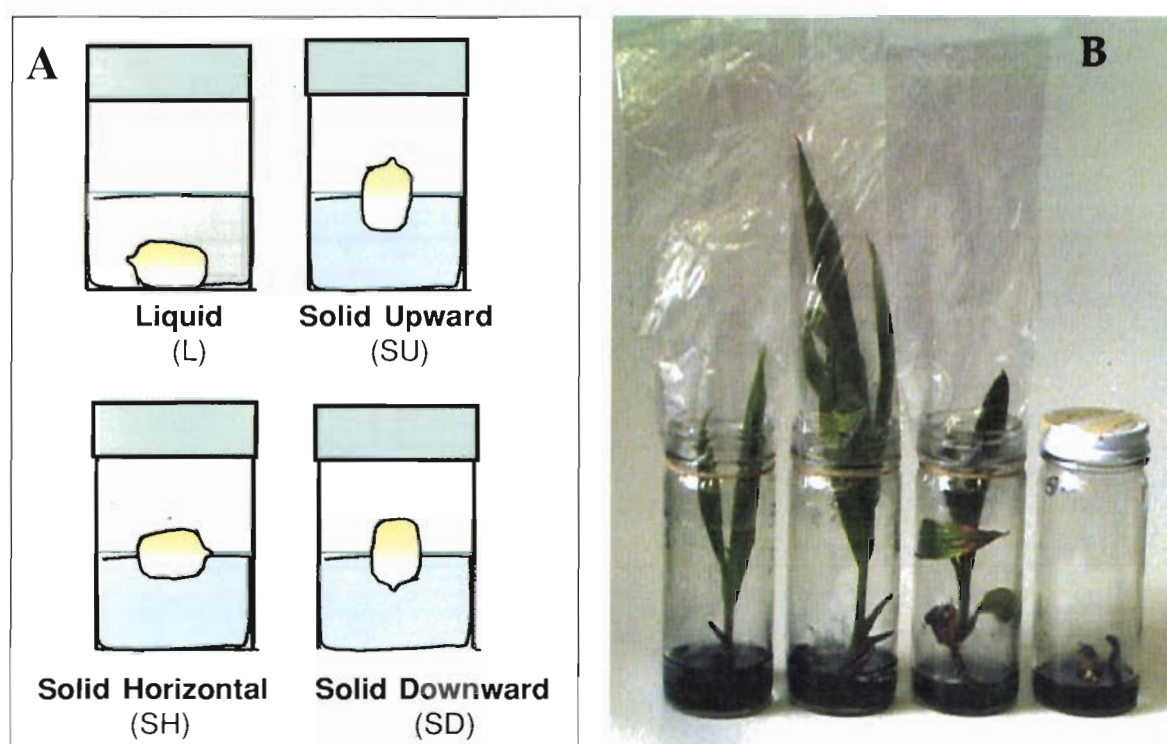 A
Liquid
(L)
Solid Upward
(SU)
Solid Horizontal
(SH)
Solid Downward
(SD)
B